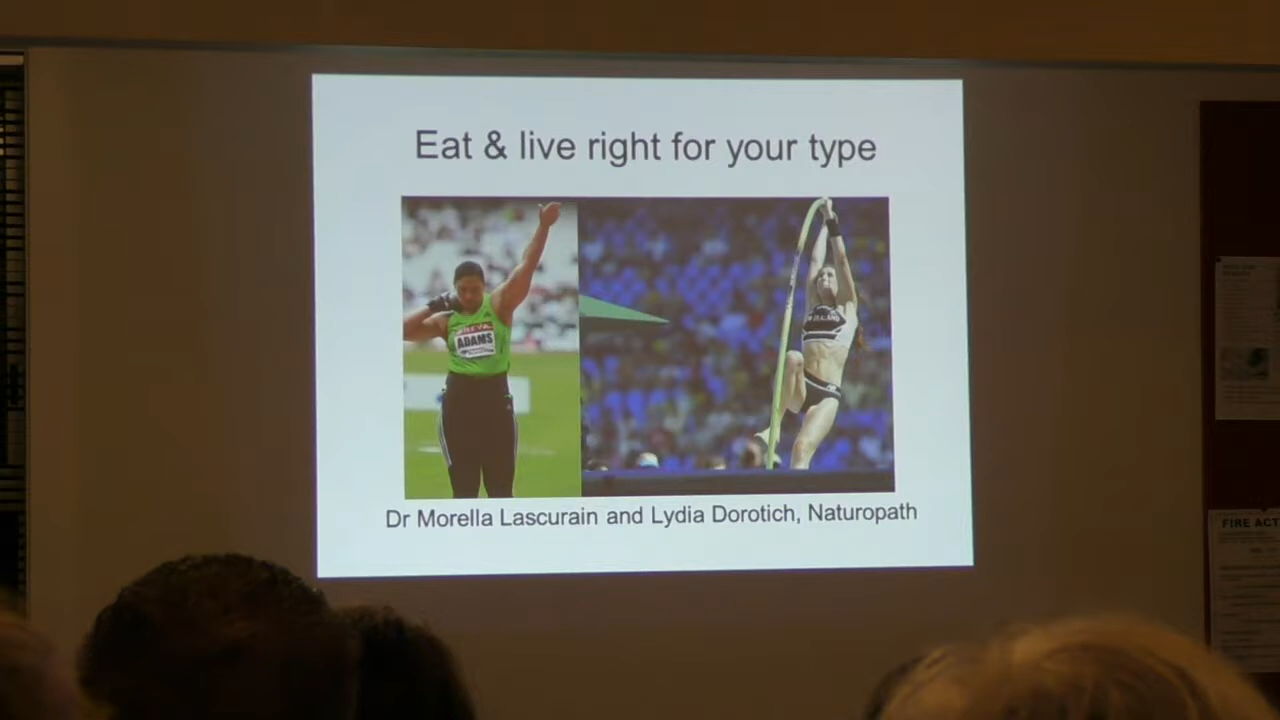 Eat & live right for your type
ADAMS
Dr Morella Lascurain and Lydia Dorotich, Naturopath
FIRE ACT